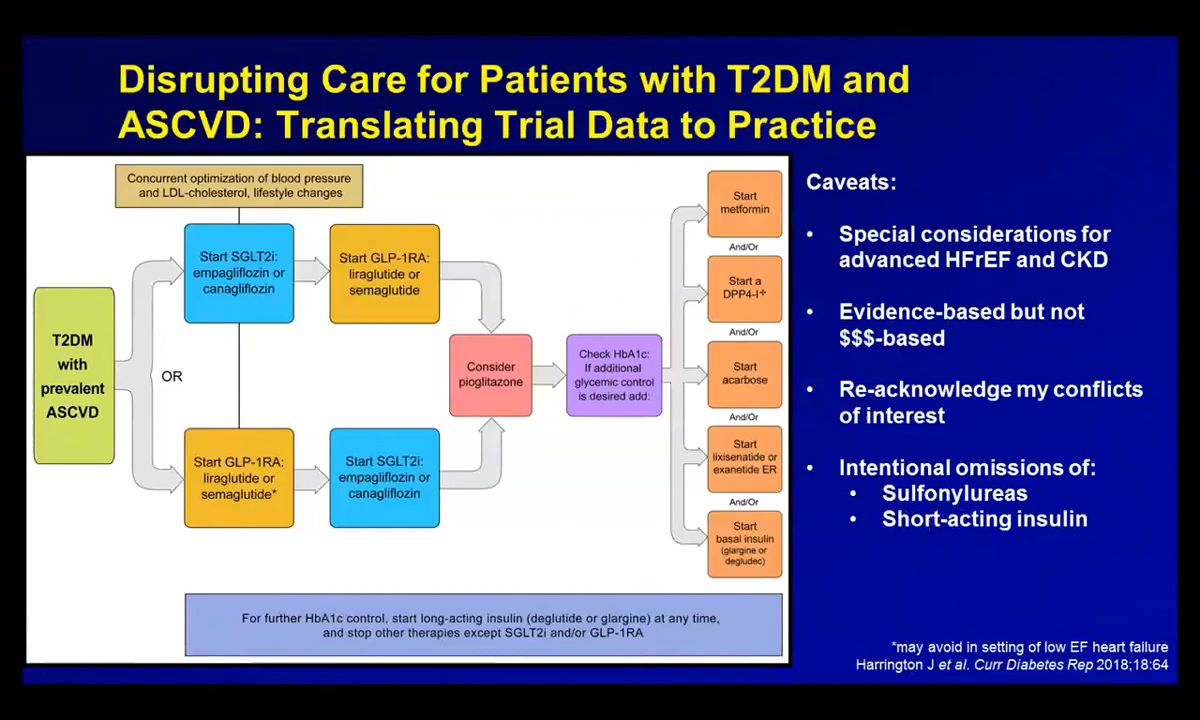 Disrupting Care for Patients with T2DM and
ASCVD: Translating Trial Data to Practice
Concurrent optimization of blood pressure
and LDL-cholesterol, lifestyle changes
T2DM
with
prevalent
ASCVD
OR
Start SGLT2i:
empagliflozin or
canagliflozin
Start GLP-1RA:
liraglutide or
semaglutide
Start GLP-1RA:
liraglutide or
semaglutide*
Start SGLT2i:
empagliflozin or
canagliflozin
Consider
pioglitazone
Check HbA1c:
If additional
glycemic control
is desired add:
Start
metformin
And/Or
Start a
DPP4-I✢
And/Or
Start
acarbose
And/Or
Start
lixisenatide or
exanetide ER
And/Or
Start
basal insulin
(glargine or
degludec)
For further HbA1c control, start long-acting insulin (deglutide or glargine) at any time,
and stop other therapies except SGLT2i and/or GLP-1RA
Caveats:
• Special considerations for
advanced HFrEF and CKD
• Evidence-based but not
$$$-based
• Re-acknowledge my conflicts
of interest
• Intentional omissions of:
• Sulfonylureas
• Short-acting insulin
*may avoid in setting of low EF heart failure
Harrington J et al. Curr Diabetes Rep 2018;18:64